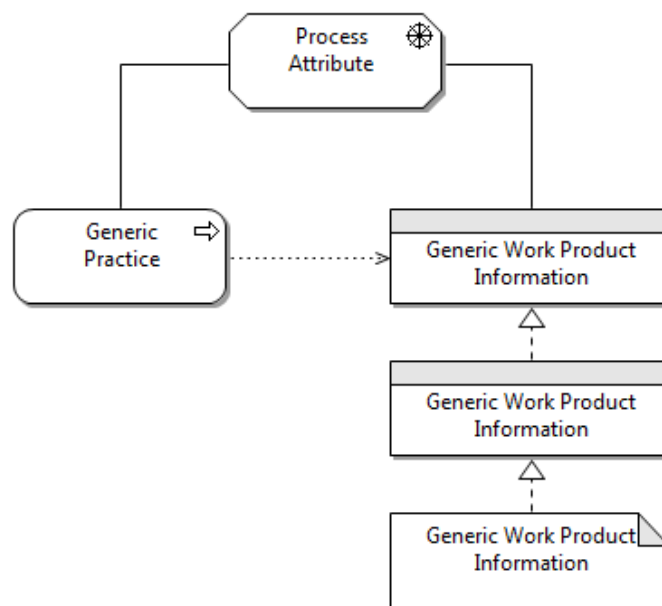 Process
Attribute
Generic
Practice
Generic Work Product
Information
Generic Work Product
Information
Generic Work Product
Information